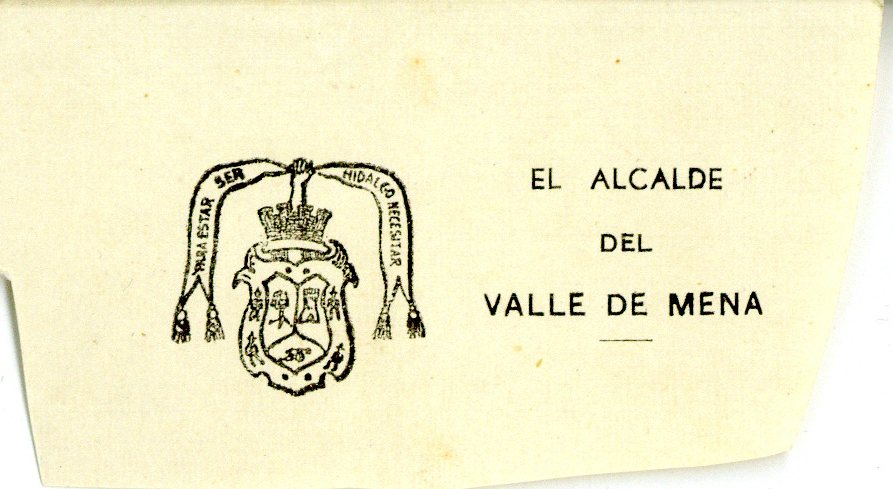 PARA ESTAR SER
HIDALGO NECESITAR
EL ALCALDE
DEL
VALLE DE MENA